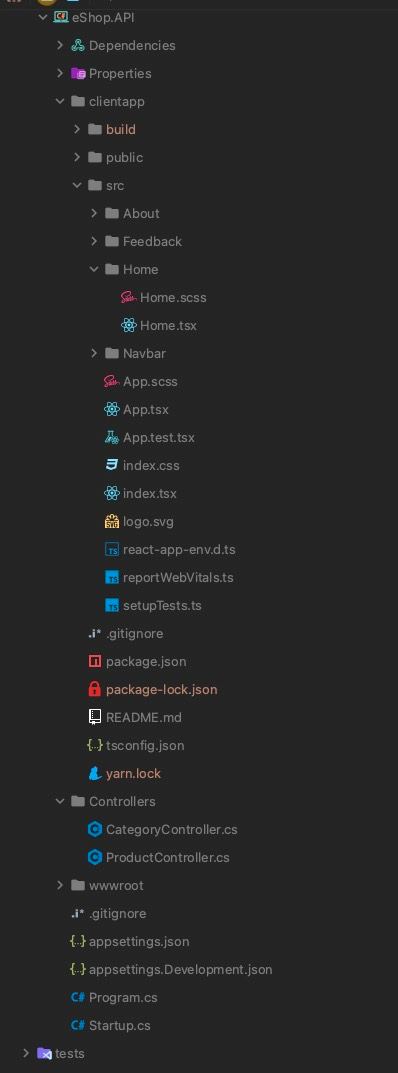 eShop.API
Dependencies
Properties
clientapp
build
public
src
About
Feedback
Home
Home.scss
Home.tsx
Navbar
App.scss
App.tsx
App.test.tsx
index.css
index.tsx
logo.svg
react-app-env.d.ts
reportWebVitals.ts
setupTests.ts
.gitignore
package.json
package-lock.json
README.md
tsconfig.json
yarn.lock
Controllers
CategoryController.cs
ProductController.cs
wwwroot
.gitignore
appsettings.json
appsettings.Development.json
C# Program.cs
C# Startup.cs
tests